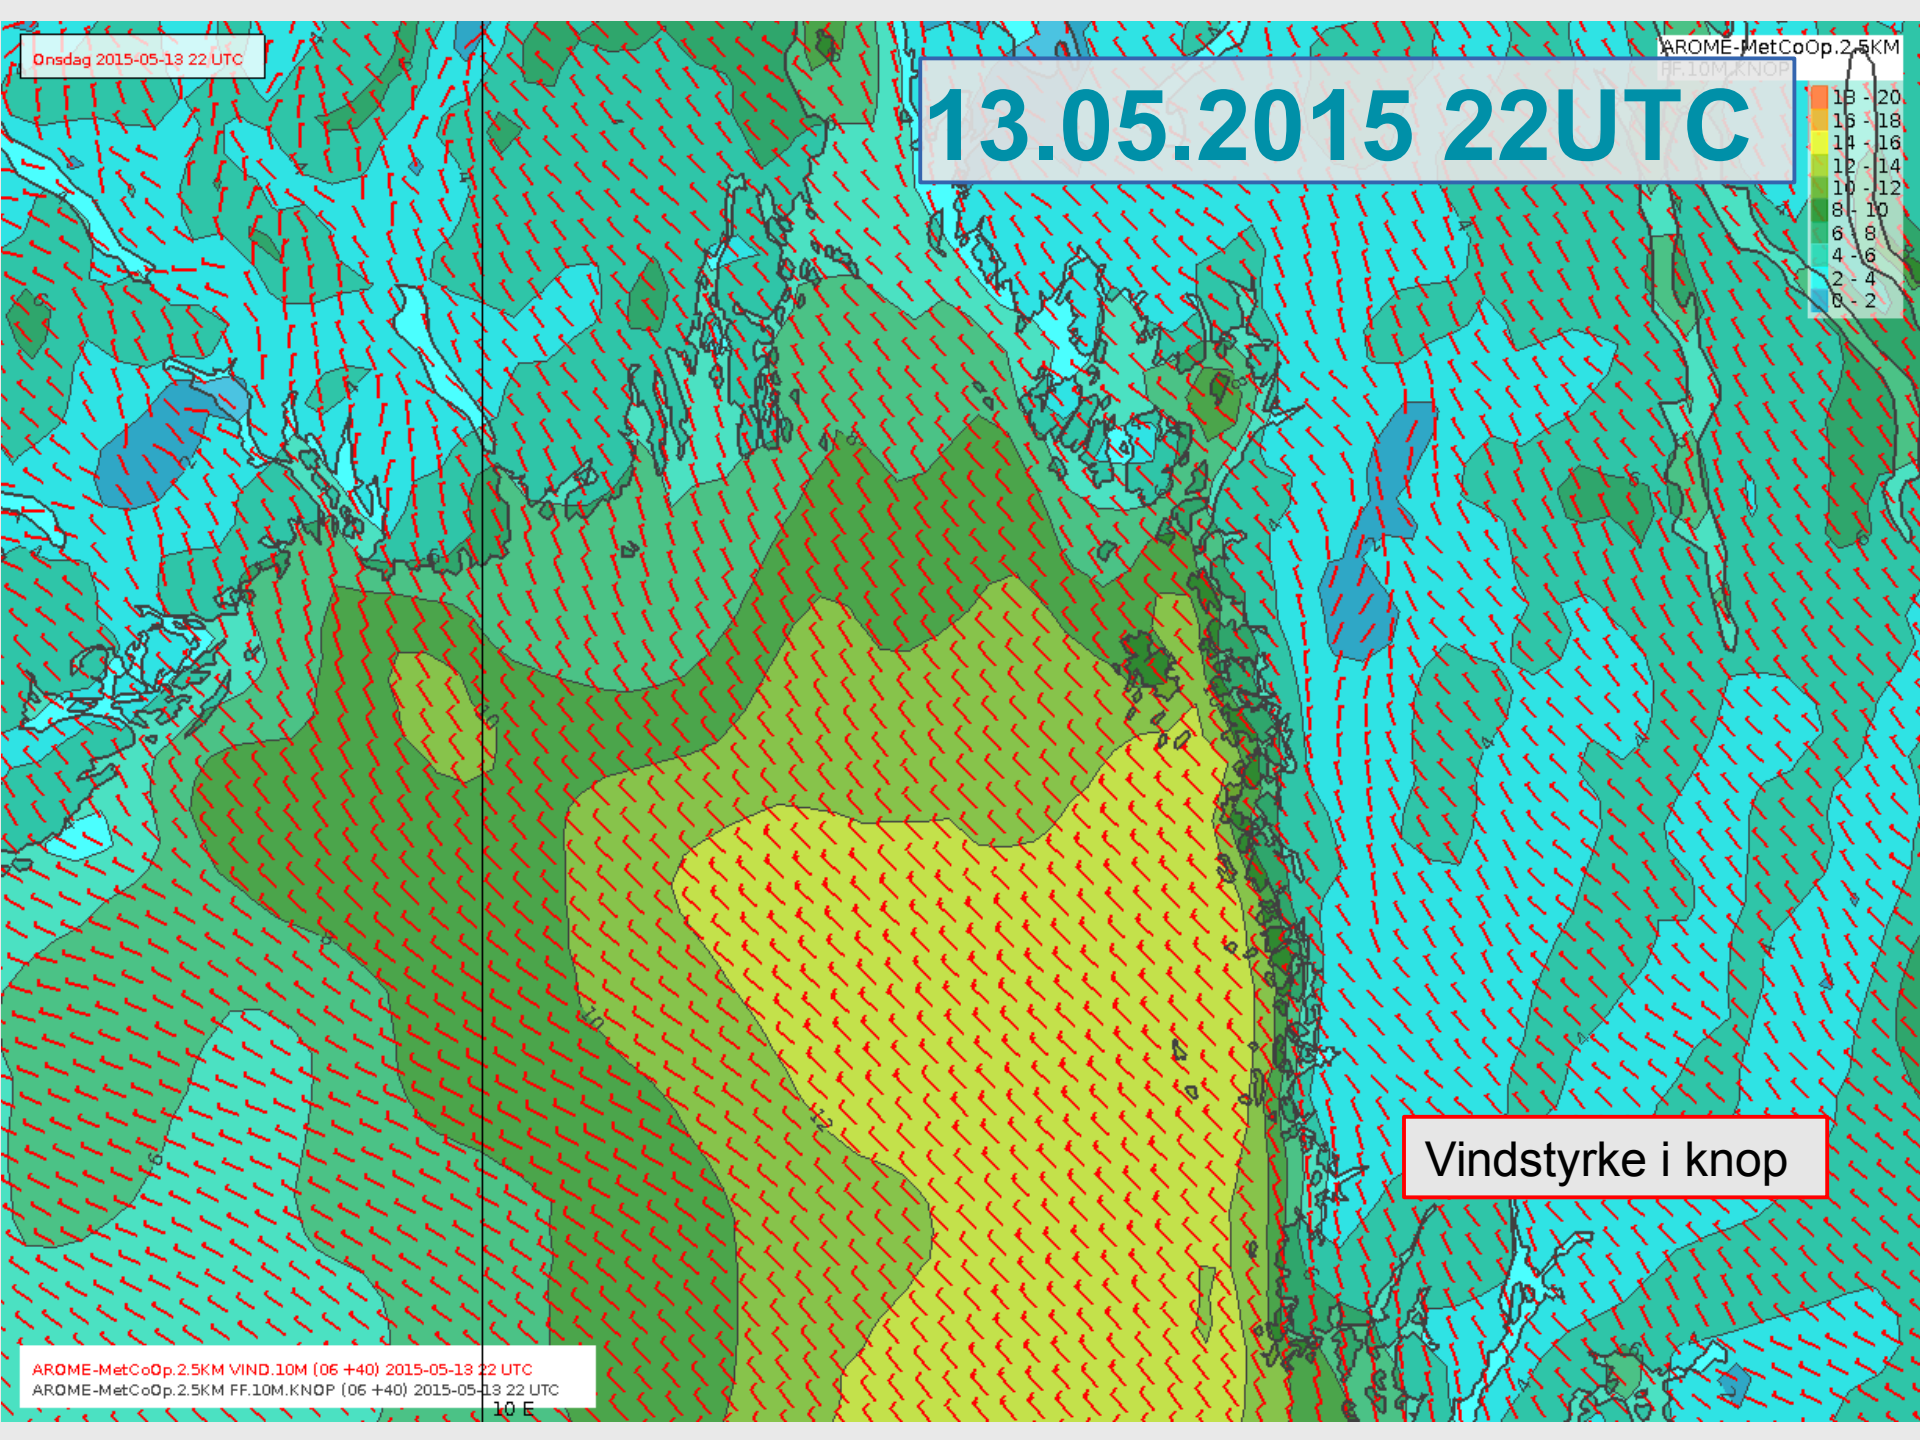 Onsdag 2015-05-13 22 UTC
AROME-MetCoOp.2.5KM
FF.10M.KNOP
13.05.2015 22UTC
18 - 20
16 - 18
14 - 16
12 - 14
10 - 12
8 - 10
6 - 8
4 - 6
2 - 4
0 - 2
Vindstyrke i knop
AROME-MetCoOp.2.5KM VIND.10M (06 +40) 2015-05-13 22 UTC
AROME-MetCoOp.2.5KM FF.10M.KNOP (06 +40) 2015-05-13 22 UTC
10 E
10
8
10
12
6